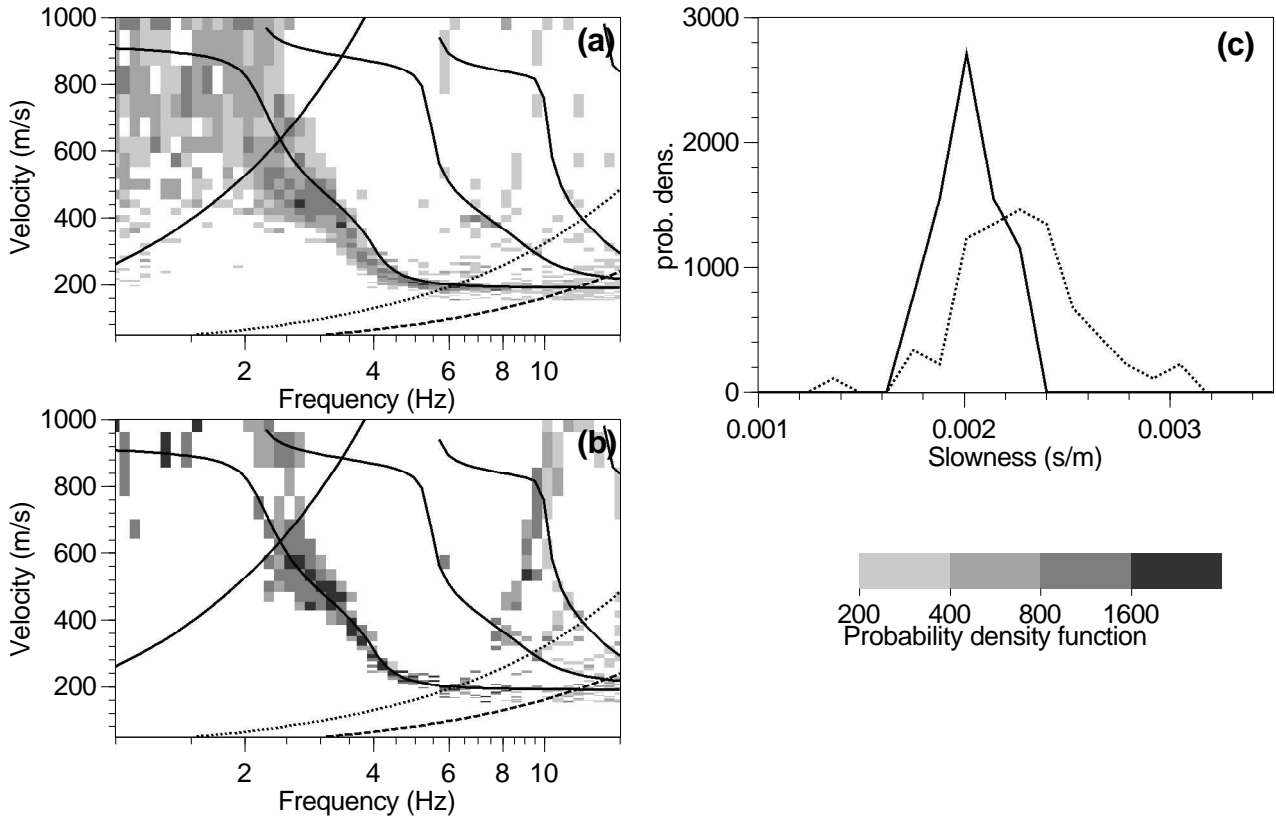 (a)
1000
800
600
400
200
Velocity (m/s)
2 4 6 8 10
Frequency (Hz)
(b)
1000
800
600
400
200
Velocity (m/s)
2 4 6 8 10
Frequency (Hz)
(c)
3000
2000
1000
0
prob. dens.
0.001 0.002 0.003
Slowness (s/m)
200 400 800 1600
Probability density function